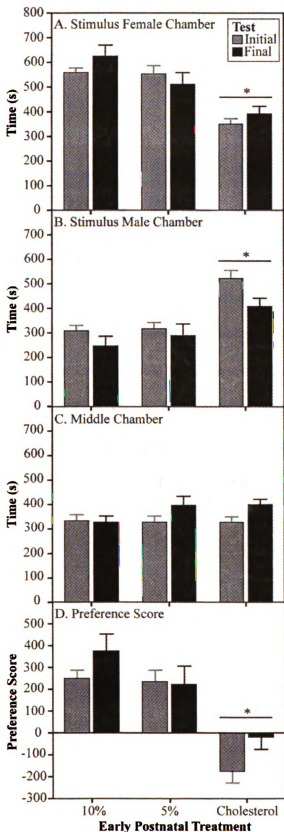 A. Stimulus Female Chamber
Test
Initial
Final
800
700
600
500
400
300
200
100
0
Time (s)
*
B. Stimulus Male Chamber
700
600
500
400
300
200
100
0
Time (s)
*
C. Middle Chamber
700
600
500
400
300
200
100
0
Time (s)
D. Preference Score
500
400
300
200
100
0
-100
-200
-300
Preference Score
*
10% 5% Cholesterol
Early Postnatal Treatment